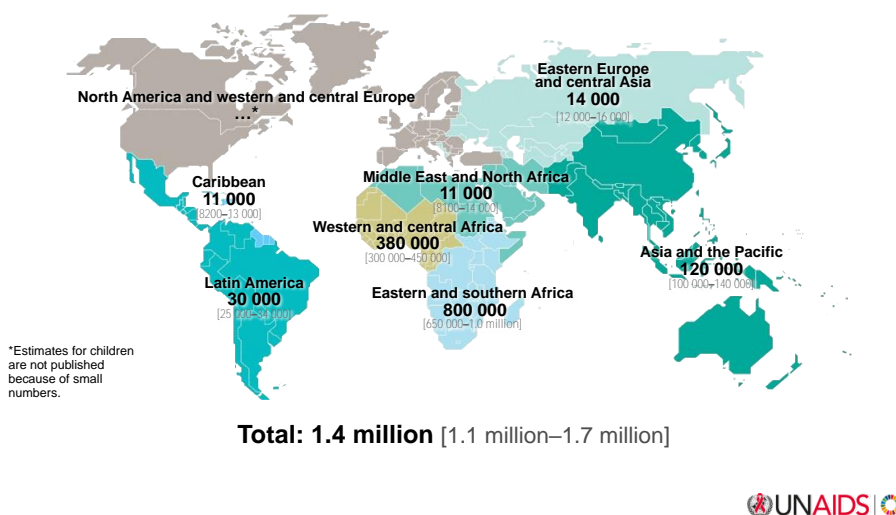 North America and western and central Europe
...*
Eastern Europe
and central Asia
14 000
[12 000–16 000]
Caribbean
11 000
[8200–13 000]
Middle East and North Africa
11 000
[8100–14 000]
Western and central Africa
380 000
[300 000–450 000]
Asia and the Pacific
120 000
[100 000–140 000]
Latin America
30 000
[25 000–34 000]
Eastern and southern Africa
800 000
[650 000–1.0 million]
*Estimates for children
are not published
because of small
numbers.
Total: 1.4 million [1.1 million–1.7 million]
UNAIDS